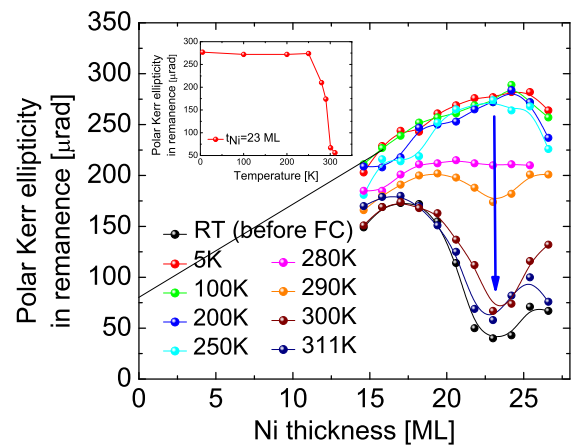 350
300
250
200
150
100
50
0
0
5
10
15
20
25
Polar Kerr ellipticity
in remanence [μrad]
Ni thickness [ML]
300
200
100
0
0
100
200
300
Polar Kerr ellipticity
in remanence [μrad]
Temperature [K]
tNi=23 ML
RT (before FC)
5K
100K
200K
250K
280K
290K
300K
311K